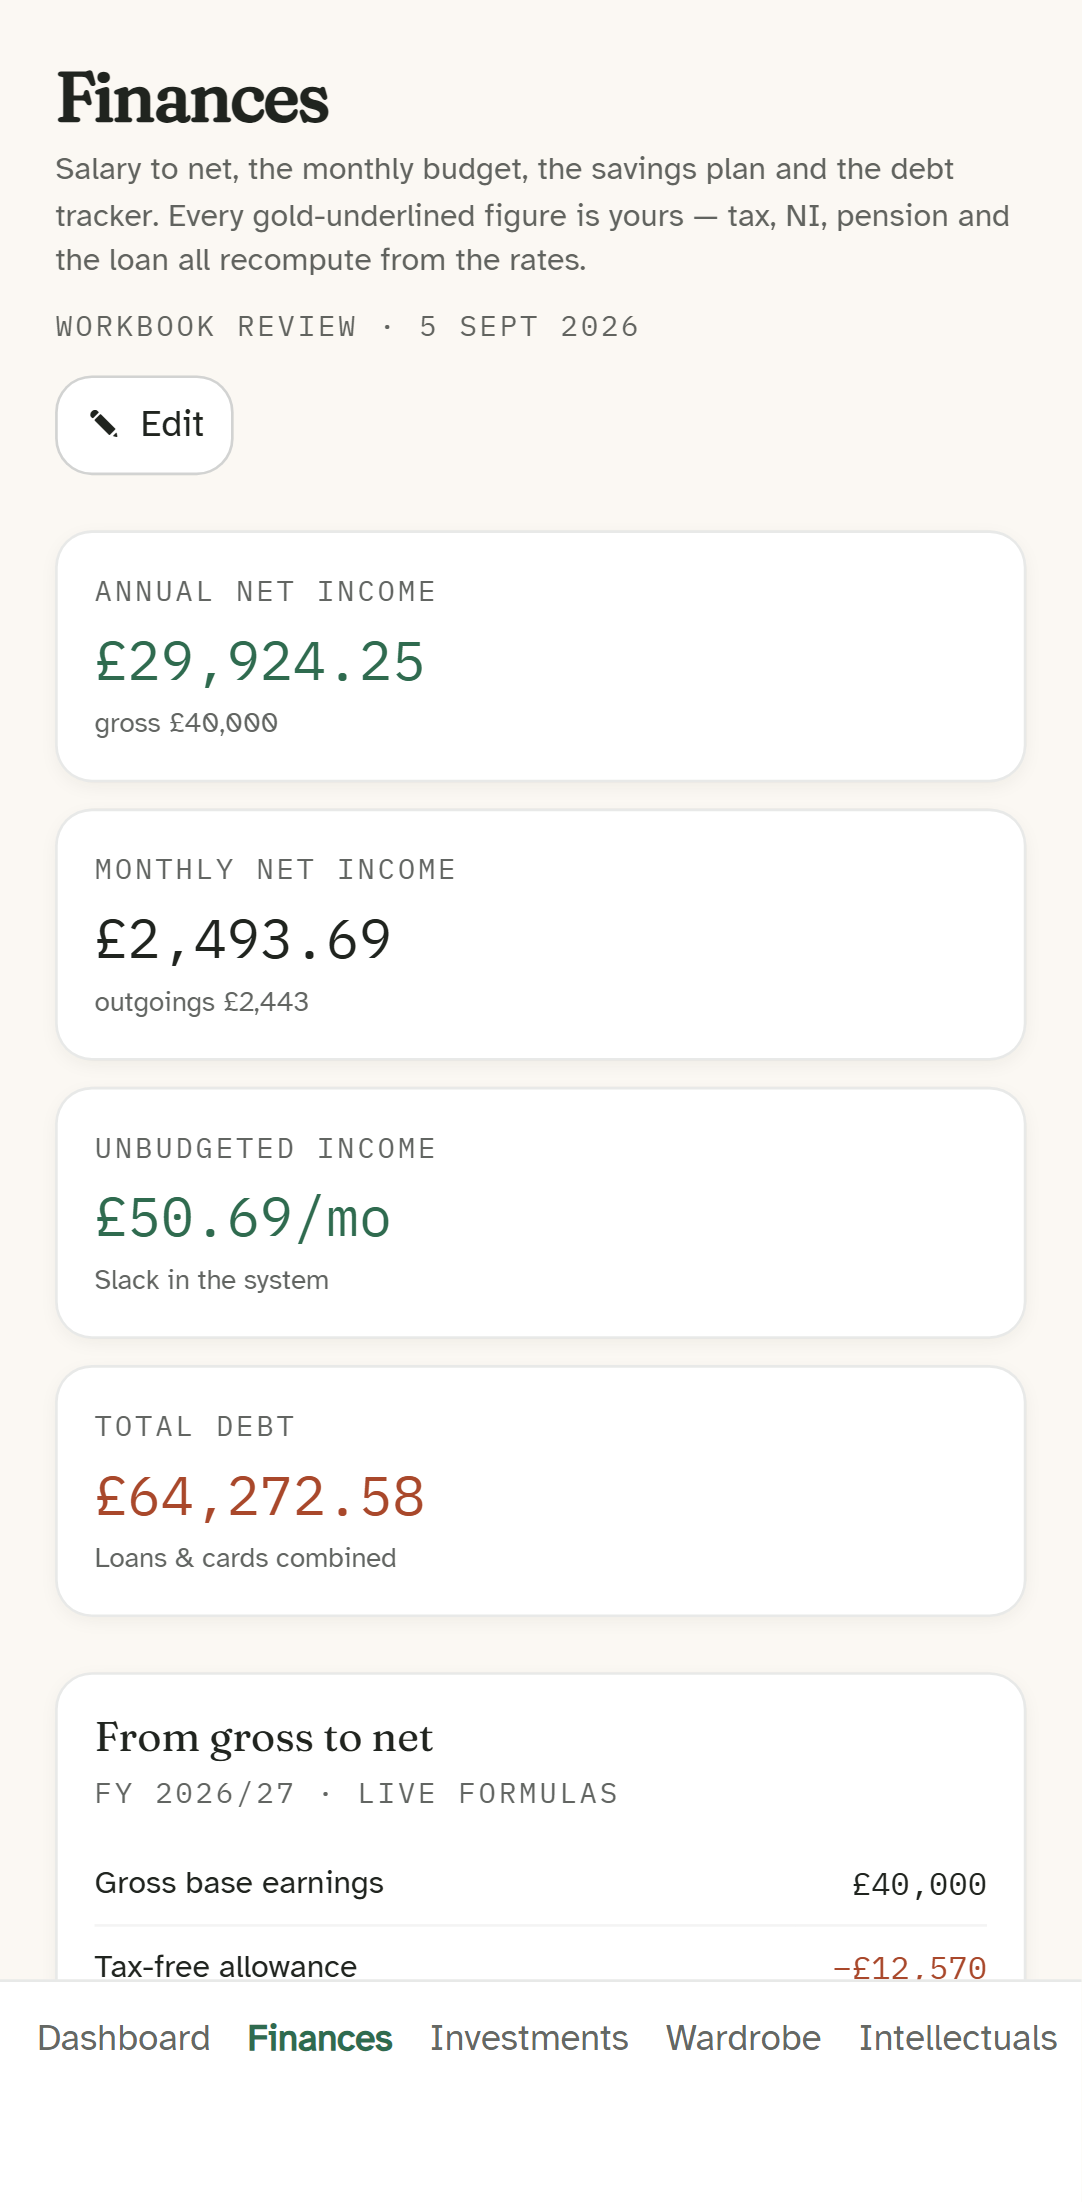 Finances
Salary to net, the monthly budget, the savings plan and the debt
tracker. Every gold-underlined figure is yours — tax, NI, pension and
the loan all recompute from the rates.
WORKBOOK REVIEW · 5 SEPT 2026
Edit
ANNUAL NET INCOME
£29,924.25
gross £40,000
MONTHLY NET INCOME
£2,493.69
outgoings £2,443
UNBUDGETED INCOME
£50.69/mo
Slack in the system
TOTAL DEBT
£64,272.58
Loans & cards combined
From gross to net
FY 2026/27 · LIVE FORMULAS
Gross base earnings £40,000
Tax-free allowance −£12,570
Dashboard Finances Investments Wardrobe Intellectuals